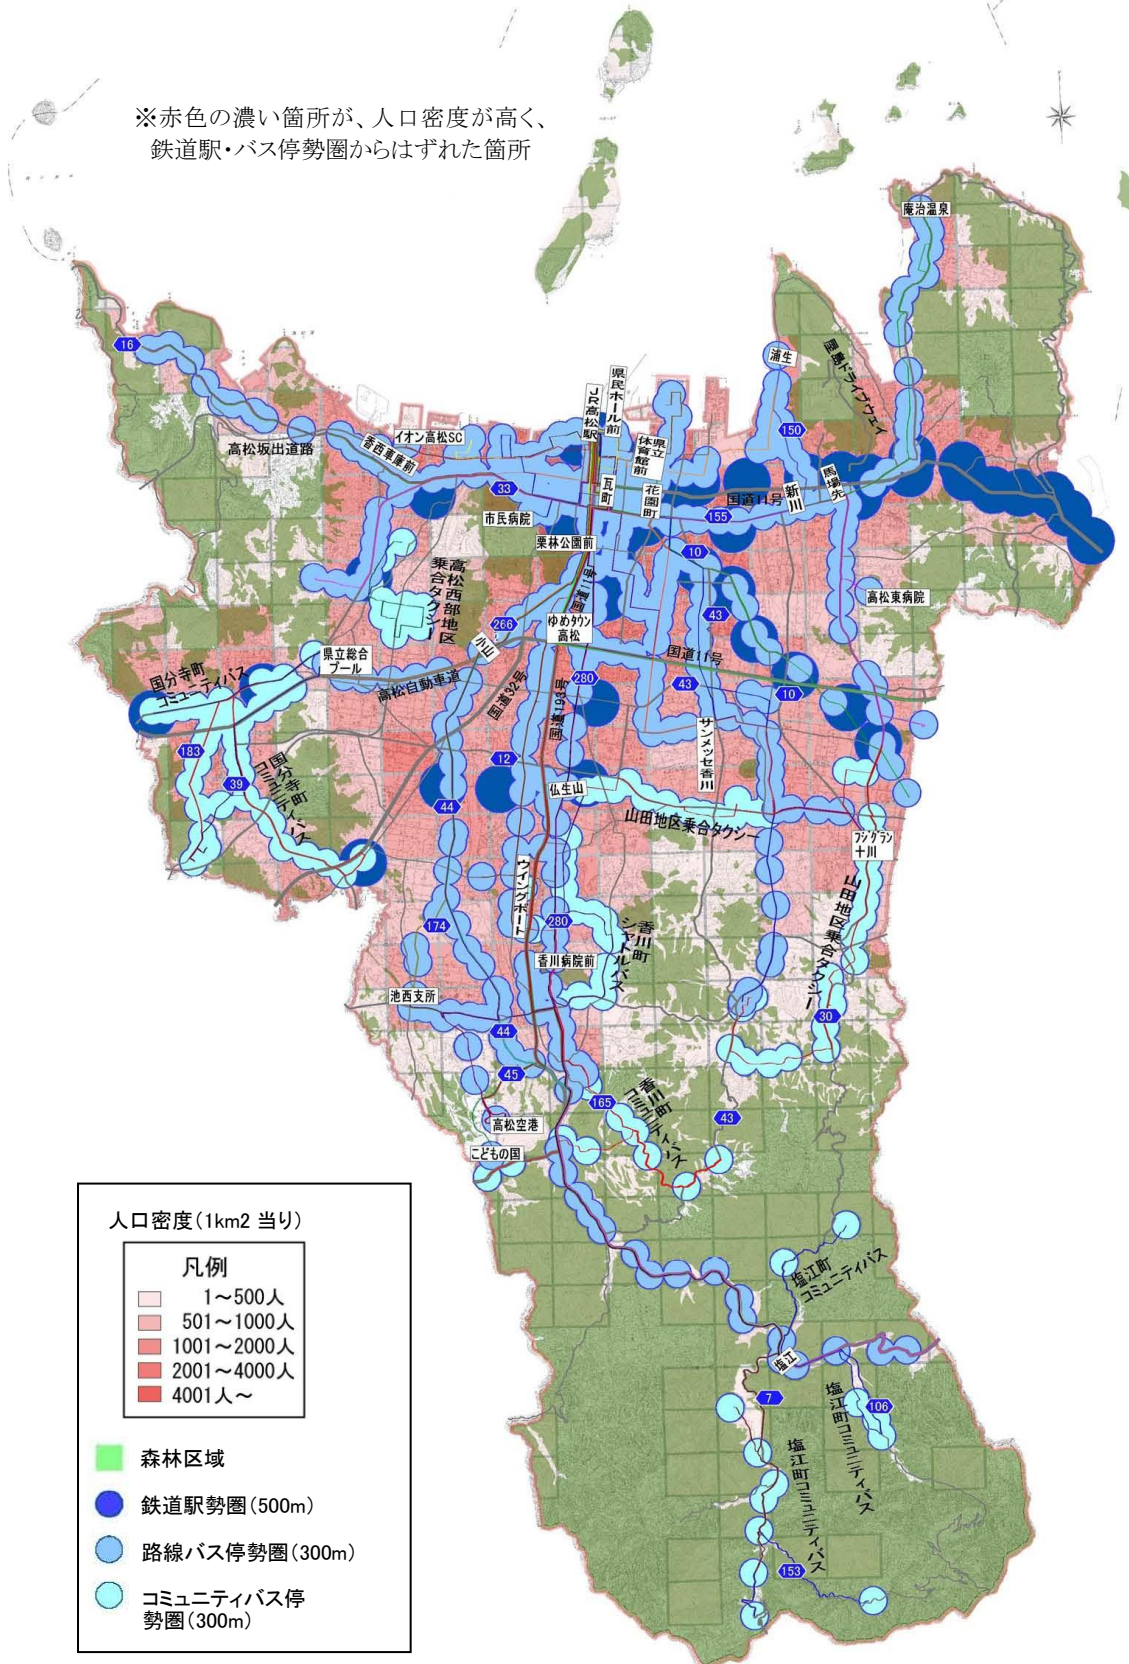 ※赤色の濃い箇所が、人口密度が高く、
鉄道駅・バス停勢圏からはずれた箇所
庵治温泉
16
浦生
屋島ドライブウェイ
県民ホール前
JR高松駅
県立
体育館前
イオン高松SC
香西車庫前
高松坂出道路
150
馬場先
新川
国道11号
花園町
瓦町
33
155
市民病院
栗林公園前
10
高松西部地区
乗合タクシー
国道11号
43
高松東病院
266
ゆめタウン
高松
小山
国道11号
県立総合
プール
国分寺町
コミュニティバス
高松自動車道
国道32号
国道193号
280
43
10
サンメッセ香川
183
39
国分寺町
コミュニティバス
12
44
仏生山
山田地区乗合タクシー
フジグラン
十川
ウイングポート
山田地区乗合タクシー
174
280
香川町
シャトルバス
香川病院前
池西支所
30
44
45
165
香川町
コミュニティバス
43
高松空港
こどもの国
塩江町
コミュニティバス
塩江
7
106
塩江町コミュニティバス
塩江町コミュニティバス
153
人口密度(1km2 当り)
凡例
1～500人
501～1000人
1001～2000人
2001～4000人
4001人～
森林区域
鉄道駅勢圏(500m)
路線バス停勢圏(300m)
コミュニティバス停
勢圏(300m)